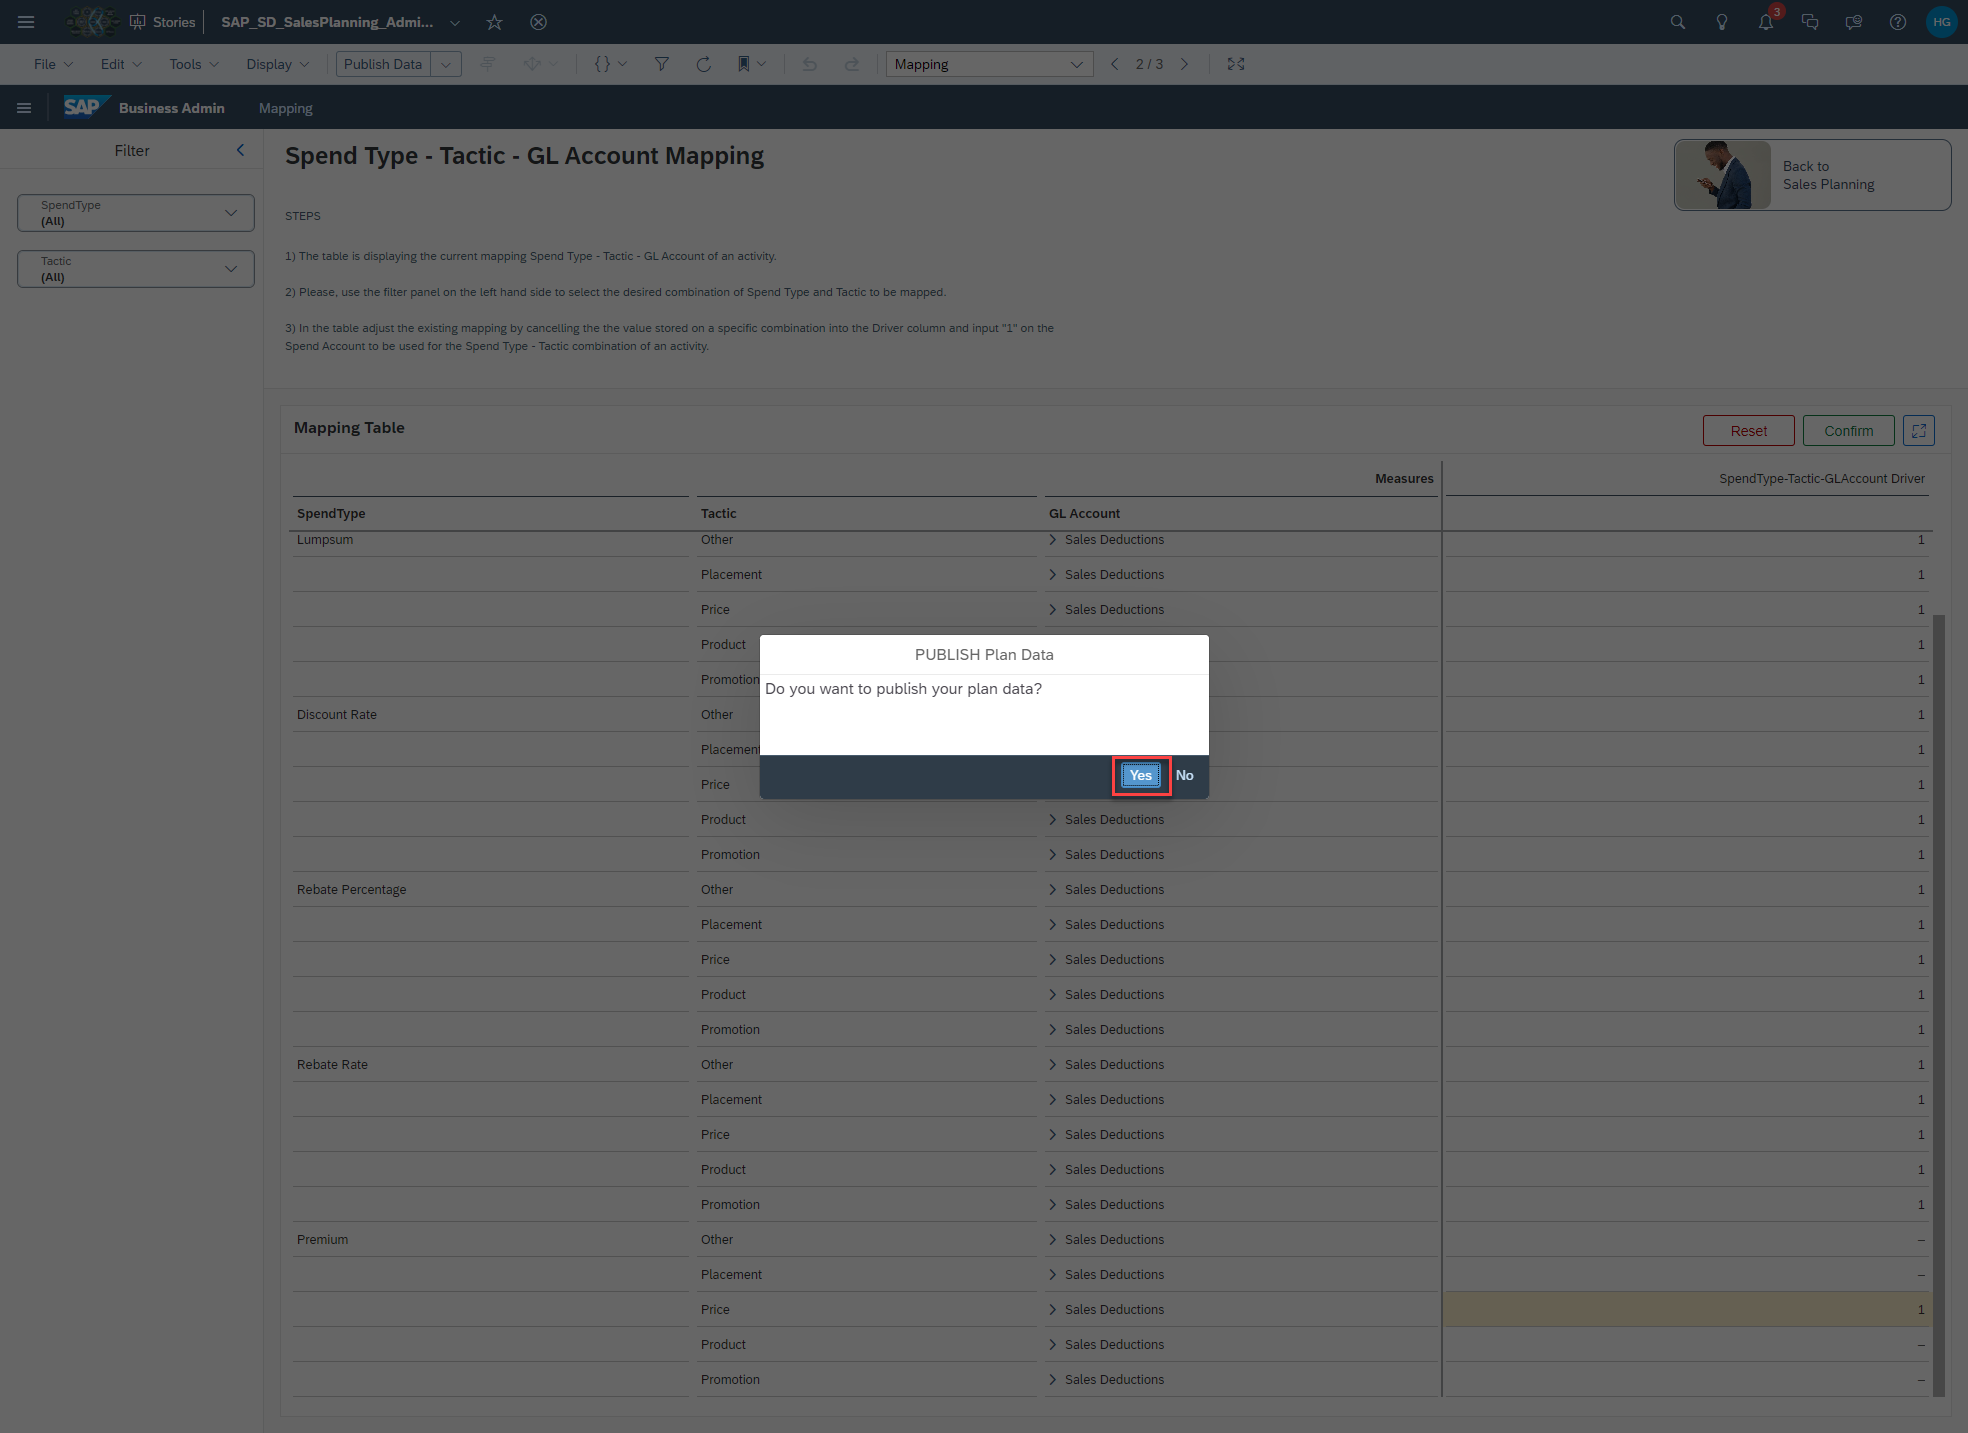 Stories
SAP_SD_SalesPlanning_Admi...
3
HG
File
Edit
Tools
Display
Publish Data
{ }
Mapping
2 / 3
SAP
Business Admin
Mapping
Filter
SpendType
(All)
Tactic
(All)
Spend Type - Tactic - GL Account Mapping
Back to
Sales Planning
STEPS
1) The table is displaying the current mapping Spend Type - Tactic - GL Account of an activity.
2) Please, use the filter panel on the left hand side to select the desired combination of Spend Type and Tactic to be mapped.
3) In the table adjust the existing mapping by cancelling the the value stored on a specific combination into the Driver column and input "1" on the
Spend Account to be used for the Spend Type - Tactic combination of an activity.
Mapping Table
Reset
Confirm
Measures
SpendType-Tactic-GLAccount Driver
SpendType Tactic GL Account
Lumpsum Other Sales Deductions 1
Placement Sales Deductions 1
Price Sales Deductions 1
Product 1
Promotion 1
Discount Rate Other 1
Placement 1
Price 1
PUBLISH Plan Data
Do you want to publish your plan data?
Yes
No
Product Sales Deductions 1
Promotion Sales Deductions 1
Rebate Percentage Other Sales Deductions 1
Placement Sales Deductions 1
Price Sales Deductions 1
Product Sales Deductions 1
Promotion Sales Deductions 1
Rebate Rate Other Sales Deductions 1
Placement Sales Deductions 1
Price Sales Deductions 1
Product Sales Deductions 1
Promotion Sales Deductions 1
Premium Other Sales Deductions –
Placement Sales Deductions –
Price Sales Deductions 1
Product Sales Deductions –
Promotion Sales Deductions –